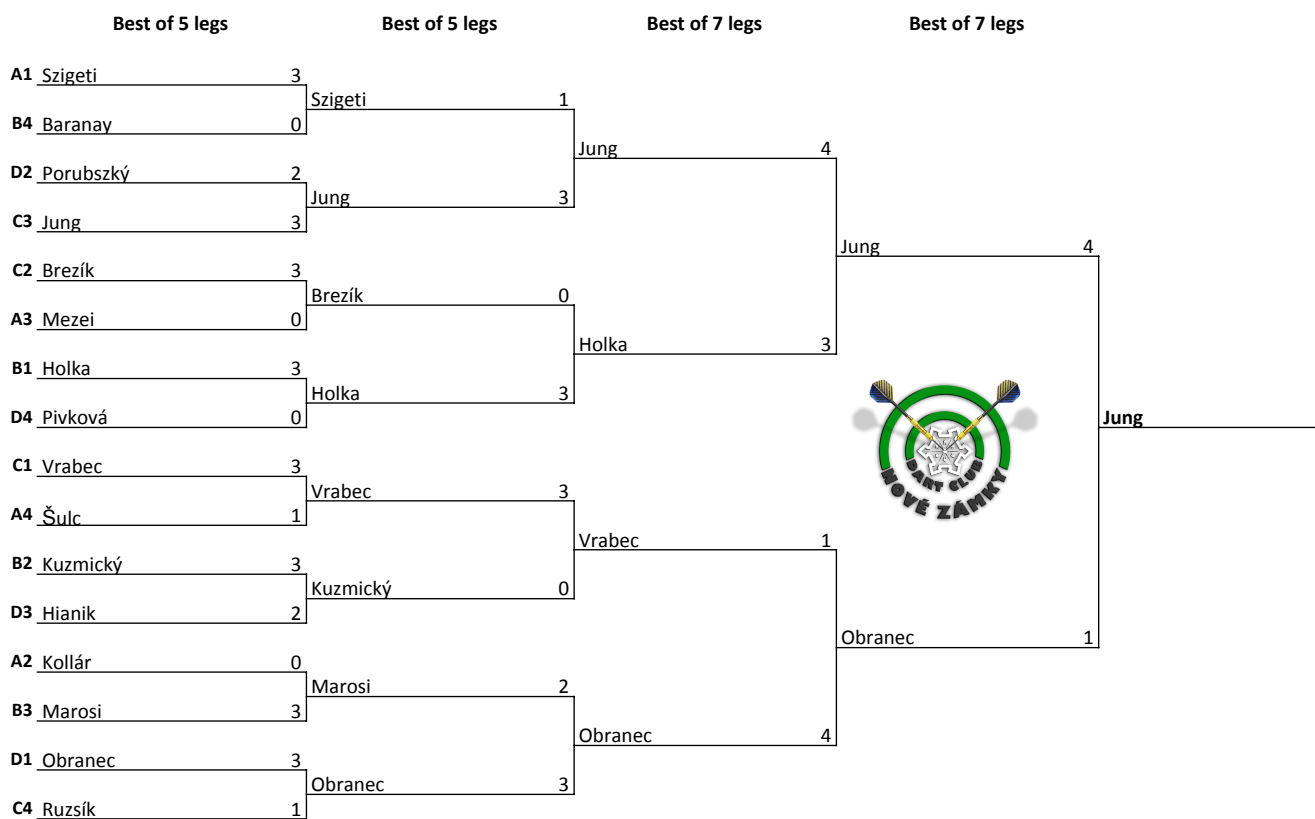 Best of 5 legs Best of 5 legs Best of 7 legs Best of 7 legs
A1 Szigeti 3
Szigeti 1
B4 Baranay 0
Jung 4
D2 Porubszký 2
Jung 3
C3 Jung 3
Jung 4
C2 Brezík 3
Brezík 0
A3 Mezei 0
Holka 3
B1 Holka 3
Holka 3
D4 Pivková 0
Jung
C1 Vrabec 3
DART CLUB
NOVÉ ZÁMKY
Vrabec 3
A4 Šulc 1
Vrabec 1
B2 Kuzmický 3
Kuzmický 0
D3 Hianik 2
Obranec 1
A2 Kollár 0
Marosi 2
B3 Marosi 3
Obranec 4
D1 Obranec 3
Obranec 3
C4 Ruzsík 1